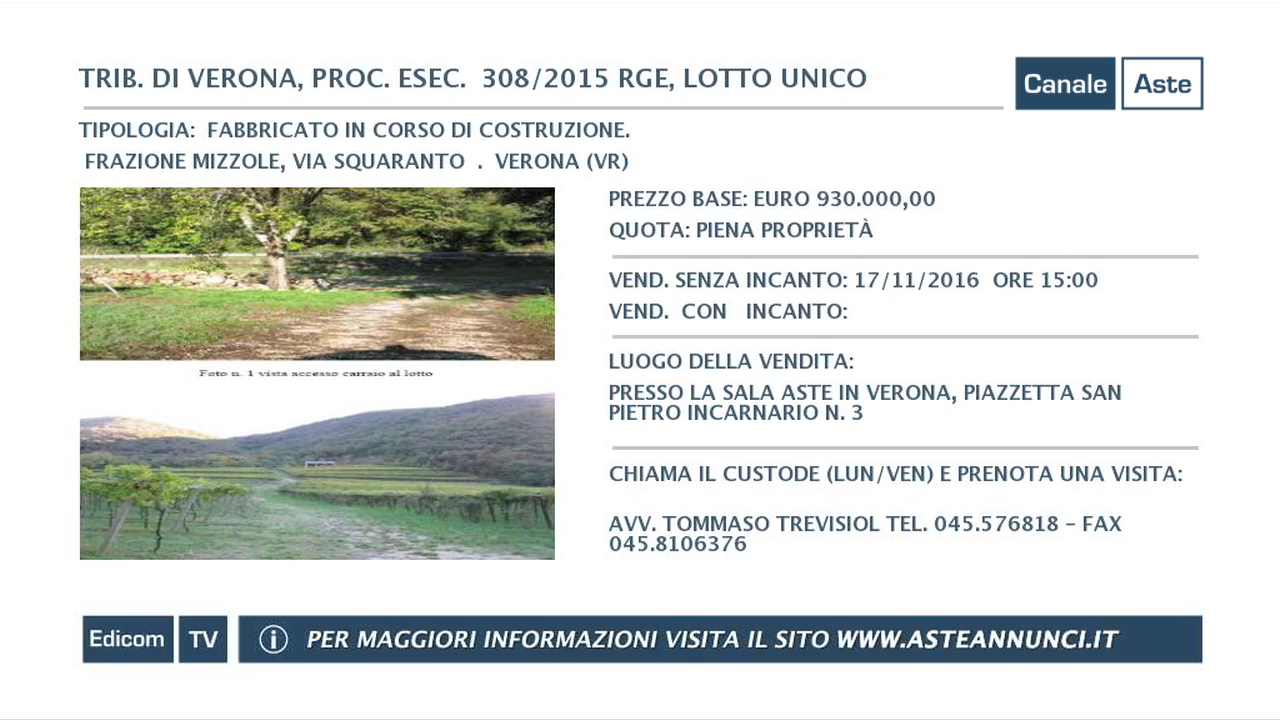 TRIB. DI VERONA, PROC. ESEC. 308/2015 RGE, LOTTO UNICO
Canale Aste
TIPOLOGIA: FABBRICATO IN CORSO DI COSTRUZIONE.
FRAZIONE MIZZOLE, VIA SQUARANTO . VERONA (VR)
Foto n. 1 vista accesso carraio al lotto
PREZZO BASE: EURO 930.000,00
QUOTA: PIENA PROPRIETÀ
VEND. SENZA INCANTO: 17/11/2016 ORE 15:00
VEND. CON INCANTO:
LUOGO DELLA VENDITA:
PRESSO LA SALA ASTE IN VERONA, PIAZZETTA SAN
PIETRO INCARNARIO N. 3
CHIAMA IL CUSTODE (LUN/VEN) E PRENOTA UNA VISITA:
AVV. TOMMASO TREVISIOL TEL. 045.576818 – FAX
045.8106376
Edicom TV
PER MAGGIORI INFORMAZIONI VISITA IL SITO WWW.ASTEANNUNCI.IT